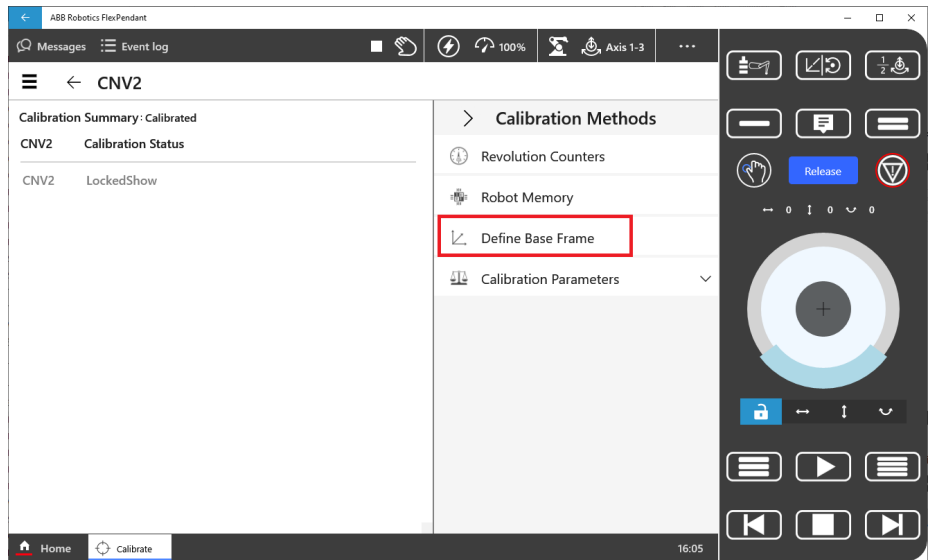 ABB Robotics FlexPendant
Messages Event log 100% Axis 1-3 ...
CNV2
Calibration Summary: Calibrated
CNV2 Calibration Status
CNV2 LockedShow
Calibration Methods
Revolution Counters
Robot Memory
Define Base Frame
Calibration Parameters
Home Calibrate 16:05
1/2
Release
0 0 0